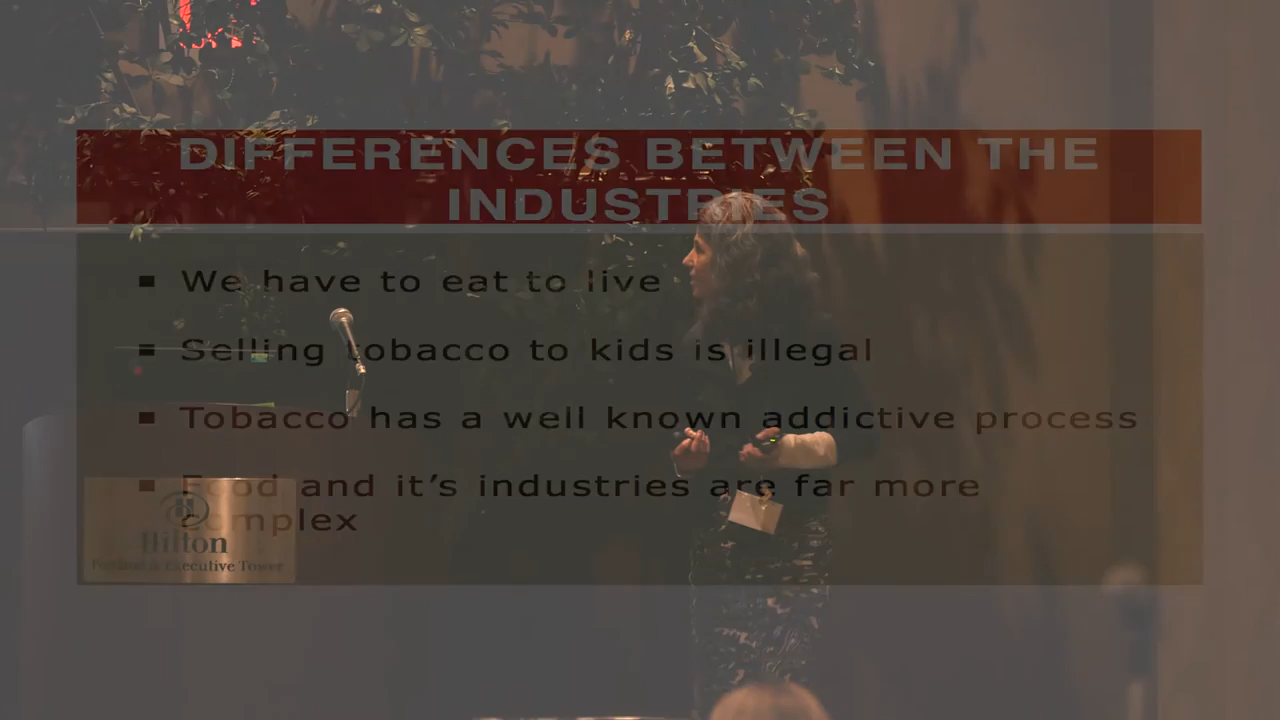 DIFFERENCES BETWEEN THE
INDUSTRIES
▪ We have to eat to live
▪ Selling tobacco to kids is illegal
▪ Tobacco has a well known addictive process
▪ Food and it's industries are far more
complex
Hilton
Portland & Executive Tower